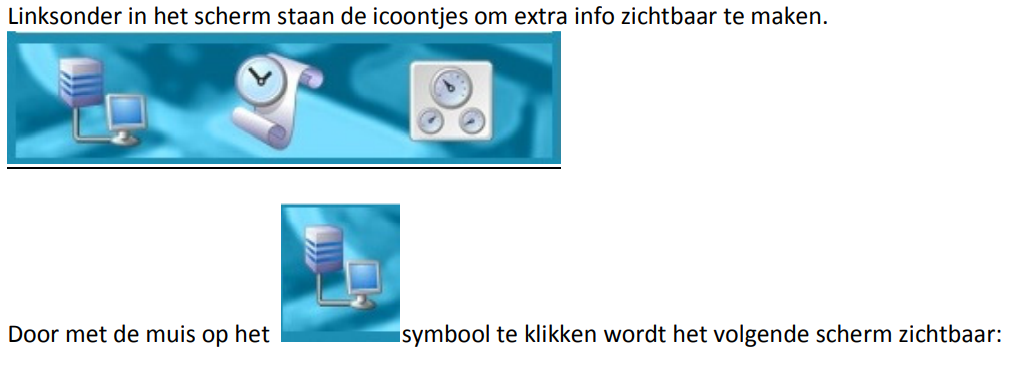 Linksonder in het scherm staan de icoontjes om extra info zichtbaar te maken.
Door met de muis op het symbool te klikken wordt het volgende scherm zichtbaar: